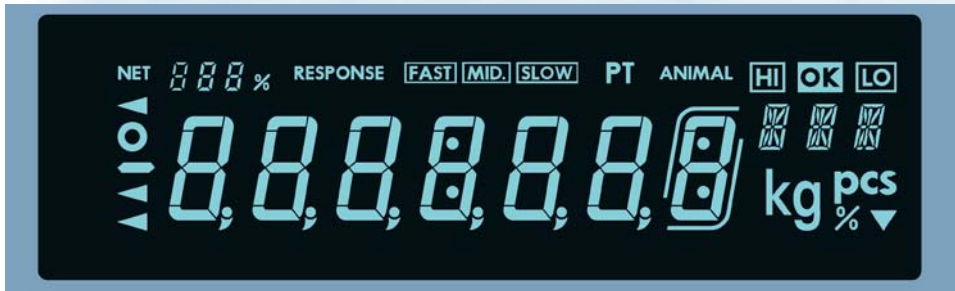 NET 888% RESPONSE FAST MID. SLOW PT ANIMAL HI OK LO
8.8.8.8.8.8.8 kg pcs
%